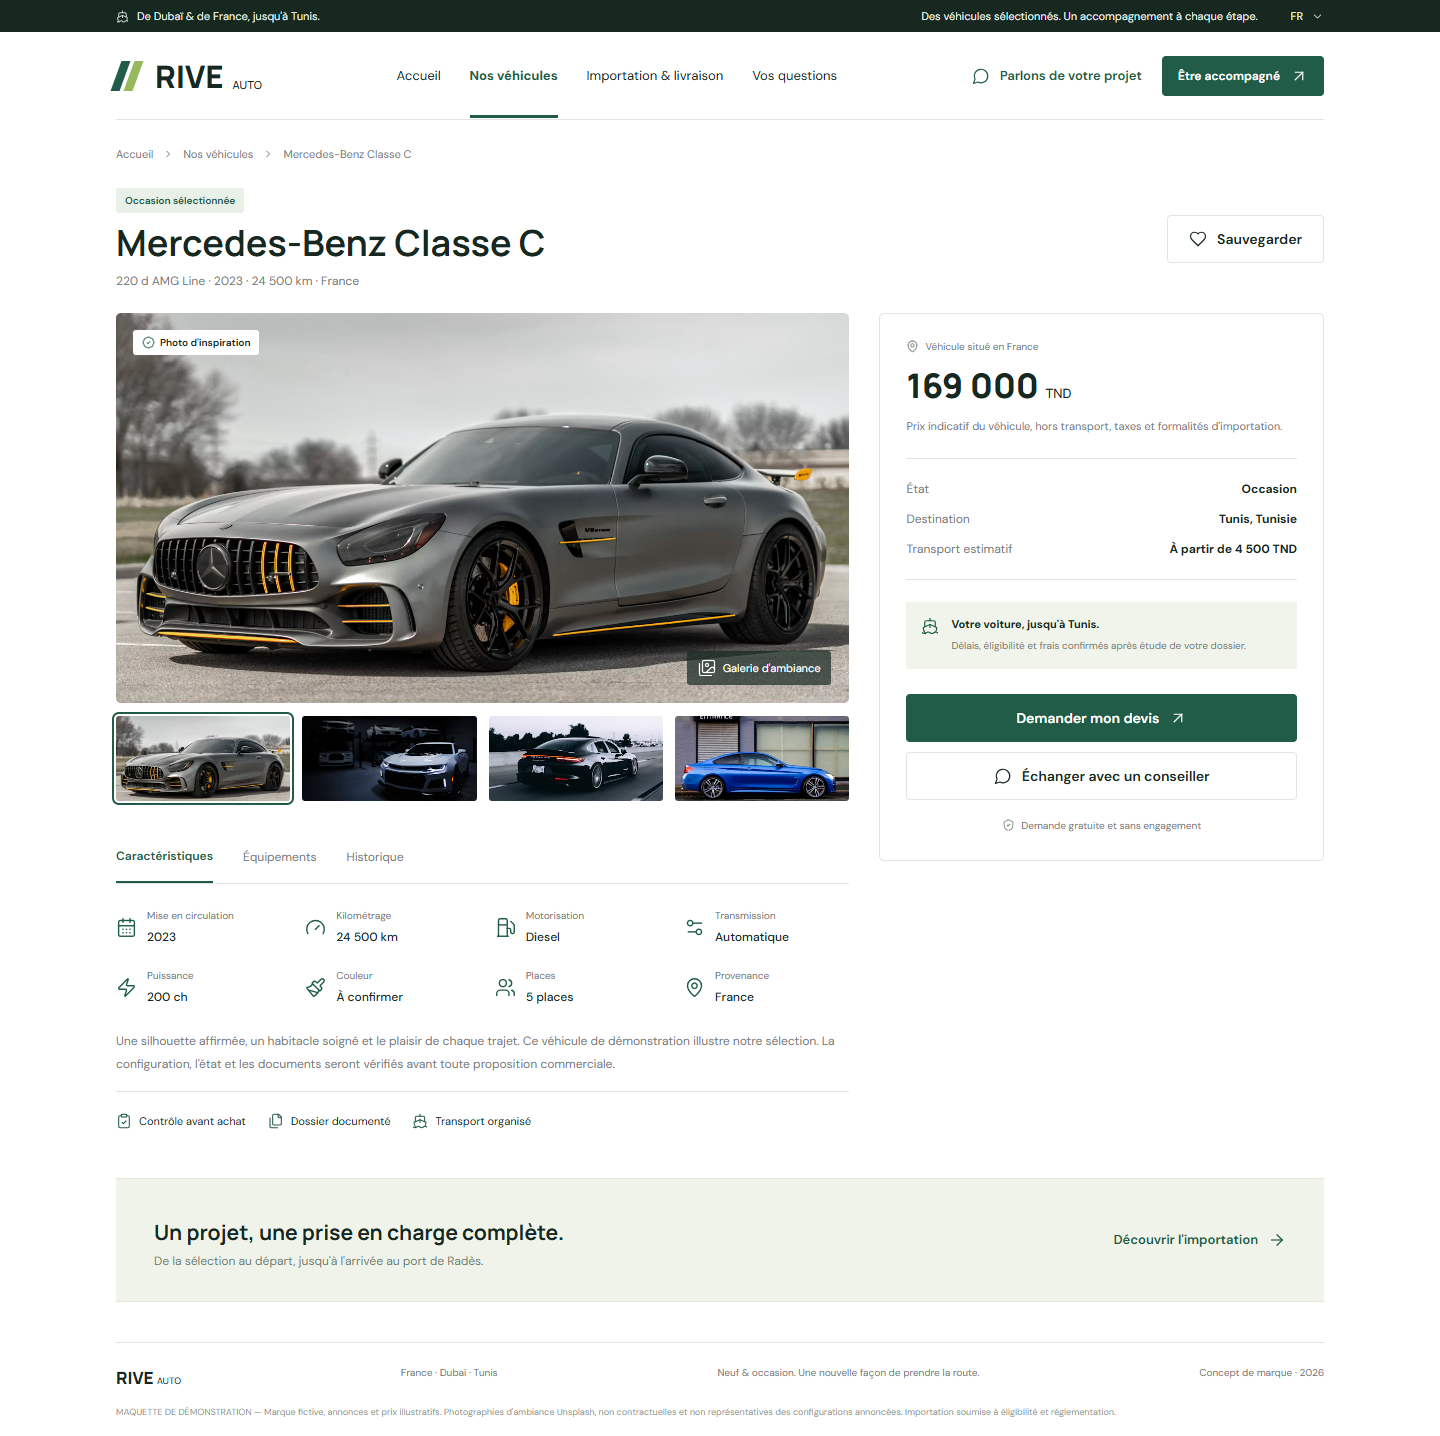 De Dubaï & de France, jusqu'à Tunis.
Des véhicules sélectionnés. Un accompagnement à chaque étape.
FR
RIVE AUTO
Accueil
Nos véhicules
Importation & livraison
Vos questions
Parlons de votre projet
Être accompagné
Accueil
Nos véhicules
Mercedes-Benz Classe C
Occasion sélectionnée
Mercedes-Benz Classe C
Sauvegarder
220 d AMG Line · 2023 · 24 500 km · France
Photo d'inspiration
Galerie d'ambiance
Véhicule situé en France
169 000 TND
Prix indicatif du véhicule, hors transport, taxes et formalités d'importation.
État
Occasion
Destination
Tunis, Tunisie
Transport estimatif
À partir de 4 500 TND
Votre voiture, jusqu'à Tunis.
Délais, éligibilité et frais confirmés après étude de votre dossier.
Demander mon devis
Échanger avec un conseiller
Demande gratuite et sans engagement
Caractéristiques
Équipements
Historique
Mise en circulation
2023
Kilométrage
24 500 km
Motorisation
Diesel
Transmission
Automatique
Puissance
200 ch
Couleur
À confirmer
Places
5 places
Provenance
France
Une silhouette affirmée, un habitacle soigné et le plaisir de chaque trajet. Ce véhicule de démonstration illustre notre sélection. La
configuration, l'état et les documents seront vérifiés avant toute proposition commerciale.
Contrôle avant achat
Dossier documenté
Transport organisé
Un projet, une prise en charge complète.
De la sélection au départ, jusqu'à l'arrivée au port de Radès.
Découvrir l'importation
RIVE AUTO
France · Dubaï · Tunis
Neuf & occasion. Une nouvelle façon de prendre la route.
Concept de marque · 2026
MAQUETTE DE DÉMONSTRATION — Marque fictive, annonces et prix illustratifs. Photographies d'ambiance Unsplash, non contractuelles et non représentatives des configurations annoncées. Importation soumise à éligibilité et réglementation.